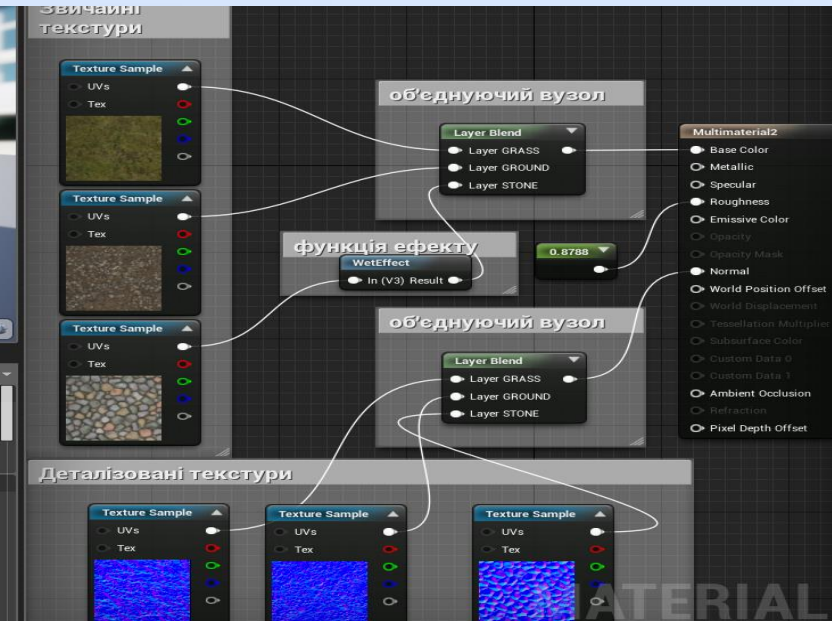 Звичайні
текстури
Texture Sample
UVs
Tex
Texture Sample
UVs
Tex
Texture Sample
UVs
Tex
об'єднуючий вузол
Layer Blend
Layer GRASS
Layer GROUND
Layer STONE
функція ефекту
WetEffect
In (V3) Result
0.8788
об'єднуючий вузол
Layer Blend
Layer GRASS
Layer GROUND
Layer STONE
Multimaterial2
Base Color
Metallic
Specular
Roughness
Emissive Color
Opacity
Opacity Mask
Normal
World Position Offset
World Displacement
Tessellation Multiplier
Subsurface Color
Custom Data 0
Custom Data 1
Ambient Occlusion
Refraction
Pixel Depth Offset
Деталізовані текстури
Texture Sample
UVs
Tex
Texture Sample
UVs
Tex
Texture Sample
UVs
Tex
MATERIAL